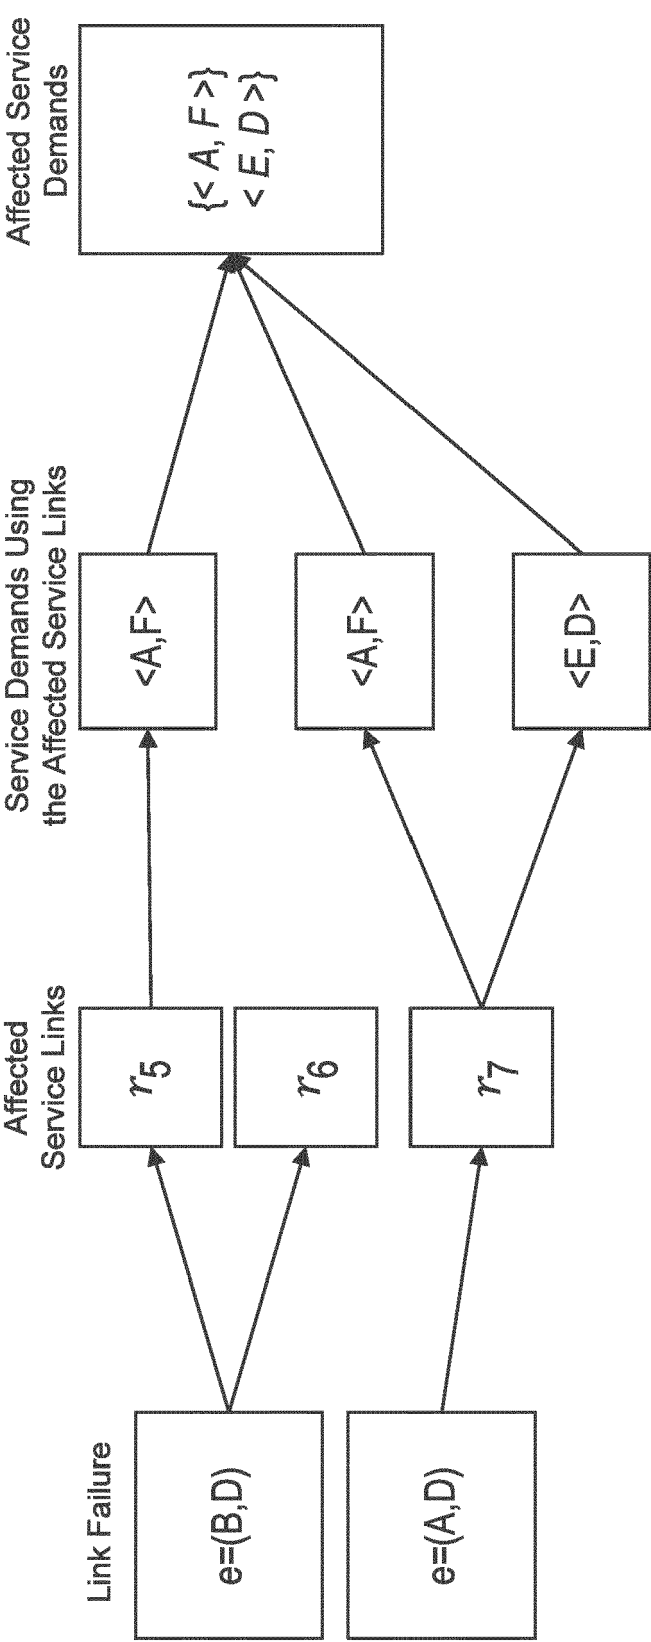 Link Failure
e=(B,D)
e=(A,D)
Affected
Service Links
r5
r6
r7
Service Demands Using
the Affected Service Links
<A,F>
<A,F>
<E,D>
Affected Service
Demands
{< A, F >}
< E, D >}